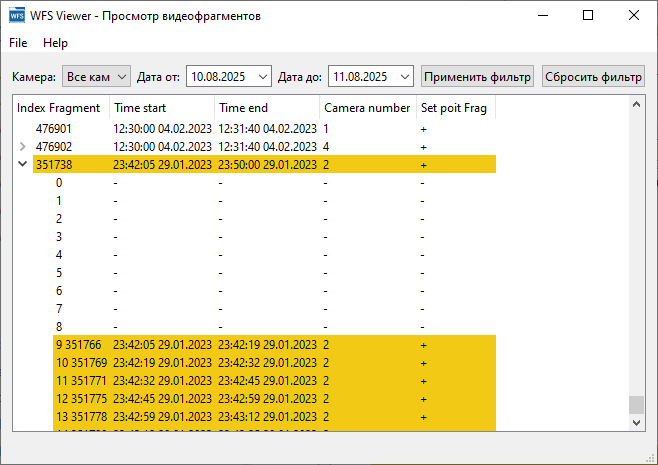 WFS WFS Viewer - Просмотр видеофрагментов
File Help
Камера: Все кам Дата от: 10.08.2025 Дата до: 11.08.2025 Применить фильтр Сбросить фильтр
Index Fragment Time start Time end Camera number Set poit Frag
476901 12:30:00 04.02.2023 12:31:40 04.02.2023 1 +
476902 12:30:00 04.02.2023 12:31:40 04.02.2023 4 +
351738 23:42:05 29.01.2023 23:50:00 29.01.2023 2 +
0 - - - -
1 - - - -
2 - - - -
3 - - - -
4 - - - -
5 - - - -
6 - - - -
7 - - - -
8 - - - -
9 351766 23:42:05 29.01.2023 23:42:19 29.01.2023 2 +
10 351769 23:42:19 29.01.2023 23:42:32 29.01.2023 2 +
11 351771 23:42:32 29.01.2023 23:42:45 29.01.2023 2 +
12 351775 23:42:45 29.01.2023 23:42:59 29.01.2023 2 +
13 351778 23:42:59 29.01.2023 23:43:12 29.01.2023 2 +